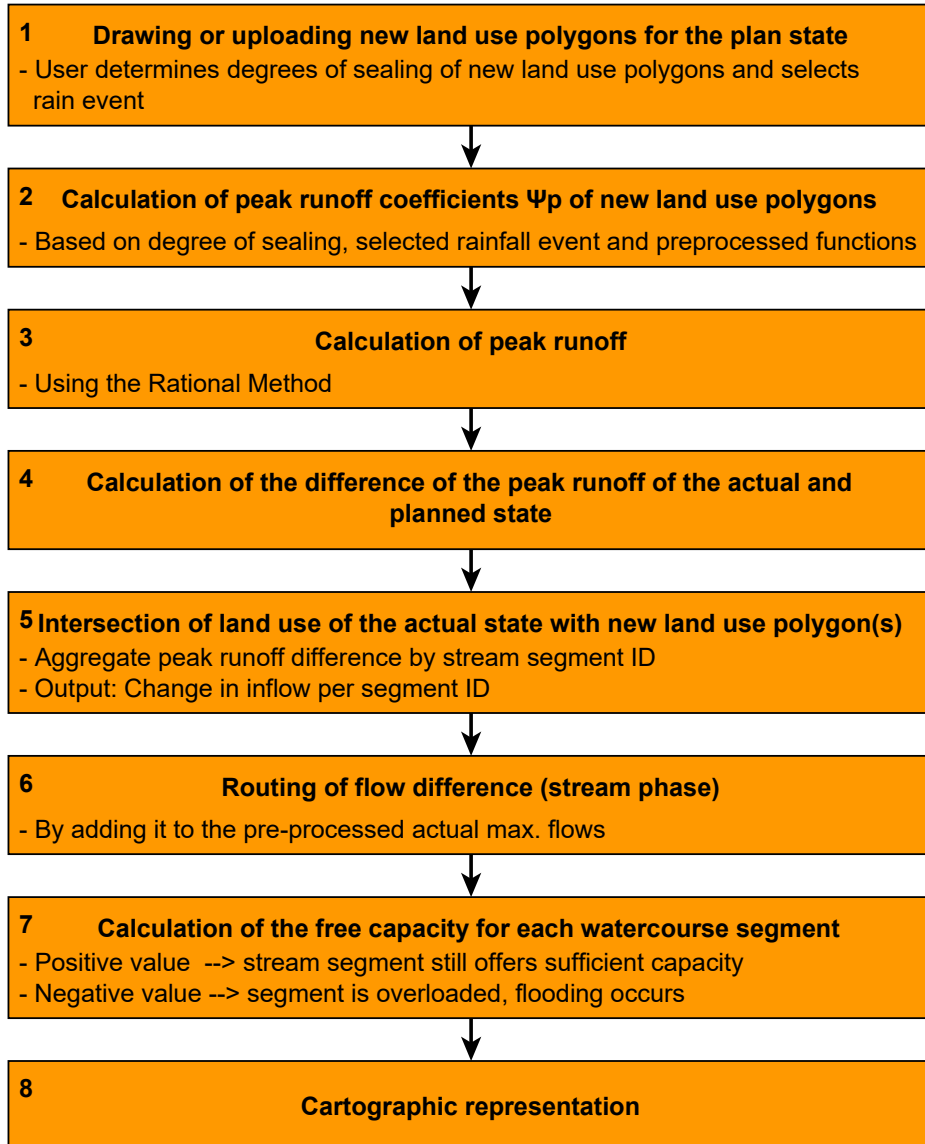 1 Drawing or uploading new land use polygons for the plan state
- User determines degrees of sealing of new land use polygons and selects
rain event
2 Calculation of peak runoff coefficients Ψp of new land use polygons
- Based on degree of sealing, selected rainfall event and preprocessed functions
3 Calculation of peak runoff
- Using the Rational Method
4 Calculation of the difference of the peak runoff of the actual and
planned state
5 Intersection of land use of the actual state with new land use polygon(s)
- Aggregate peak runoff difference by stream segment ID
- Output: Change in inflow per segment ID
6 Routing of flow difference (stream phase)
- By adding it to the pre-processed actual max. flows
7 Calculation of the free capacity for each watercourse segment
- Positive value --> stream segment still offers sufficient capacity
- Negative value --> segment is overloaded, flooding occurs
8 Cartographic representation